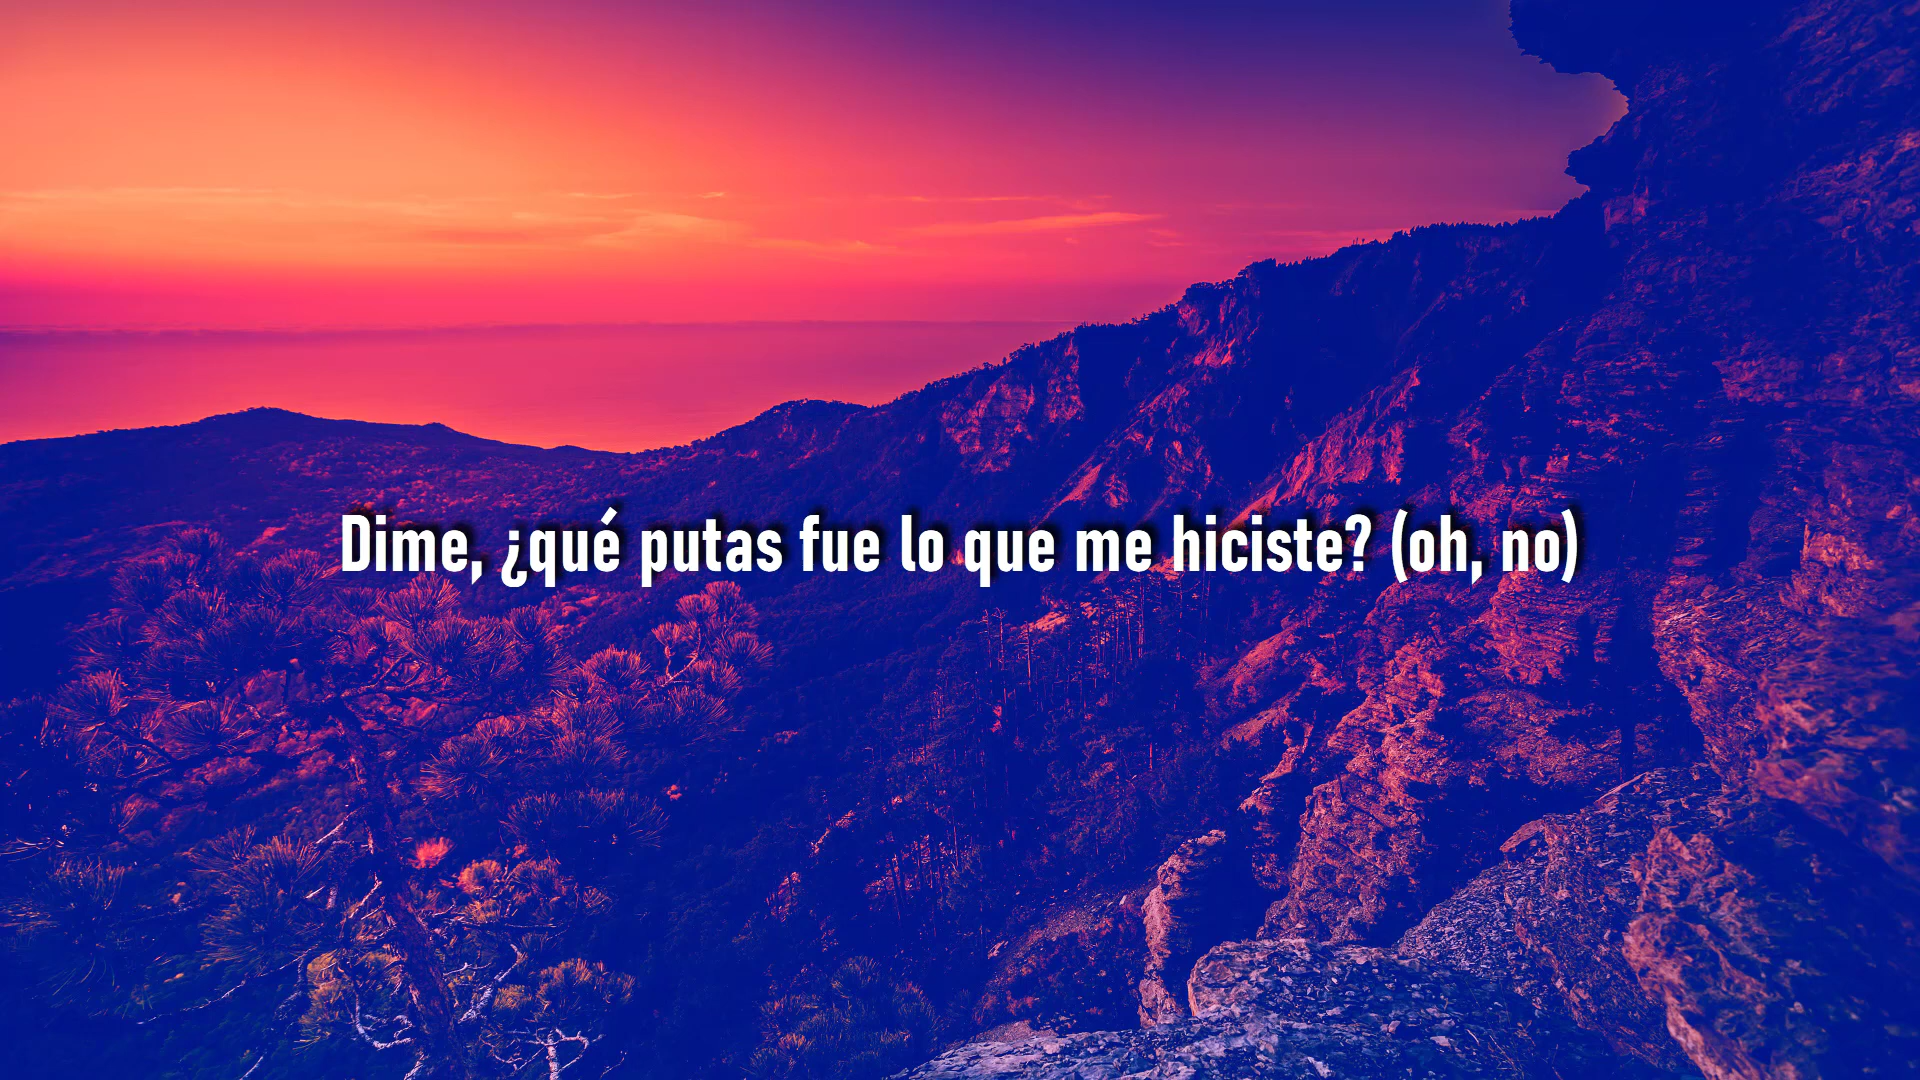 Dime, ¿qué putas fue lo que me hiciste? (oh, no)